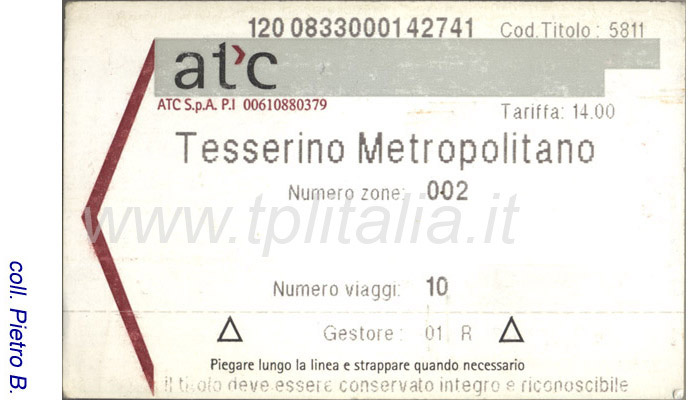 120 0833000142741 Cod.Titolo : 5811
atc
ATC S.p.A. P.I 00610880379
Tariffa: 14.00
Tesserino Metropolitano
Numero zone: 002
www.tplitalia.it
Numero viaggi: 10
Gestore : 01 R
Piegare lungo la linea e strappare quando necessario
il titolo deve essere conservato integro e riconoscibile
coll. Pietro B.